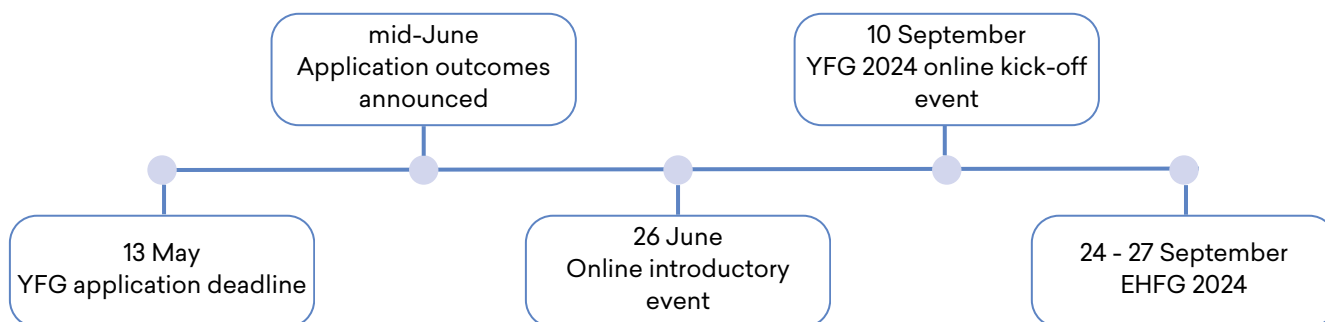 mid-June
Application outcomes
announced
10 September
YFG 2024 online kick-off
event
13 May
YFG application deadline
26 June
Online introductory
event
24 - 27 September
EHFG 2024